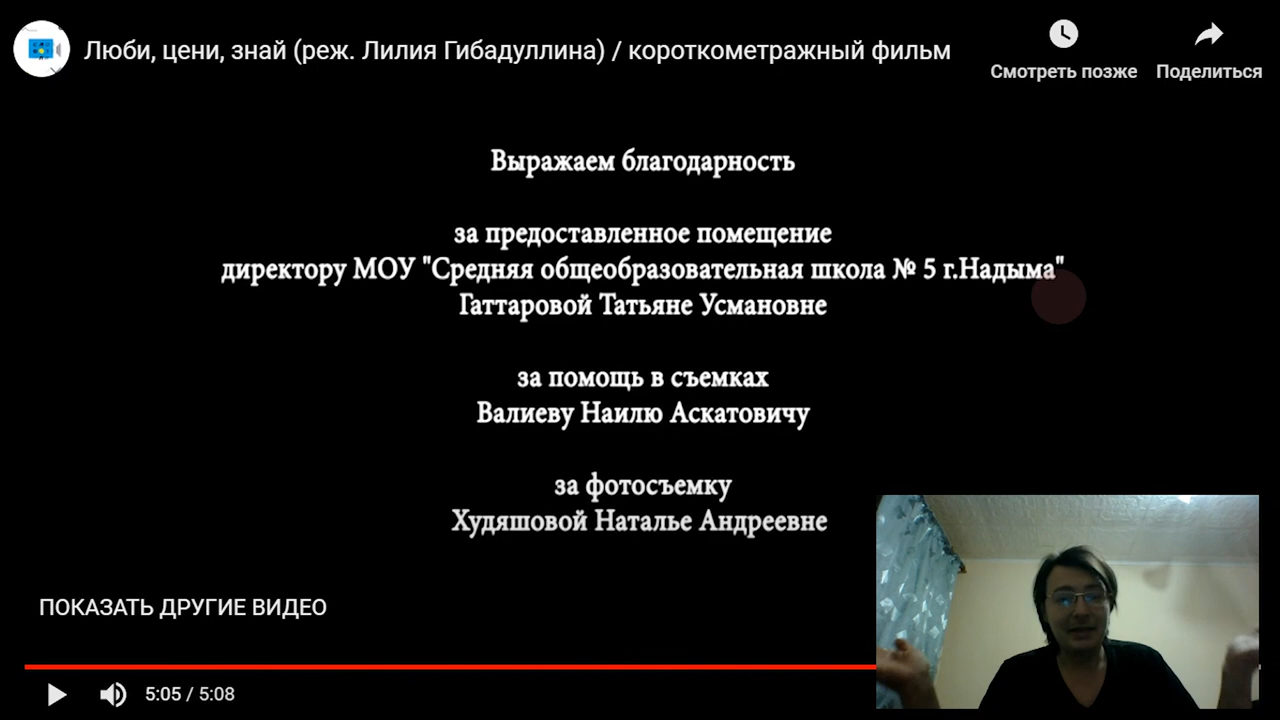 Люби, цени, знай (реж. Лилия Гибадуллина) / короткометражный фильм
Смотреть позже
Поделиться
Выражаем благодарность
за предоставленное помещение
директору МОУ "Средняя общеобразовательная школа № 5 г.Надыма"
Гаттаровой Татьяне Усмановне
за помощь в съемках
Валиеву Наилю Аскатовичу
за фотосъемку
Худяшовой Наталье Андреевне
ПОКАЗАТЬ ДРУГИЕ ВИДЕО
5:05 / 5:08